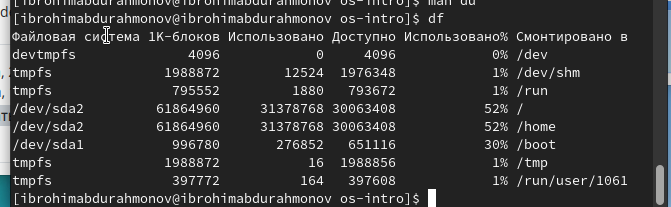 [ibrohimabdurahmonov@ibrohimabdurahmonov os-intro]$ man du
[ibrohimabdurahmonov@ibrohimabdurahmonov os-intro]$ df
Файловая система 1K-блоков Использовано Доступно Использовано% Смонтировано в
devtmpfs 4096 0 4096 0% /dev
tmpfs 1988872 12524 1976348 1% /dev/shm
tmpfs 795552 1880 793672 1% /run
/dev/sda2 61864960 31378768 30063408 52% /
/dev/sda2 61864960 31378768 30063408 52% /home
/dev/sda1 996780 276852 651116 30% /boot
tmpfs 1988872 16 1988856 1% /tmp
tmpfs 397772 164 397608 1% /run/user/1061
[ibrohimabdurahmonov@ibrohimabdurahmonov os-intro]$